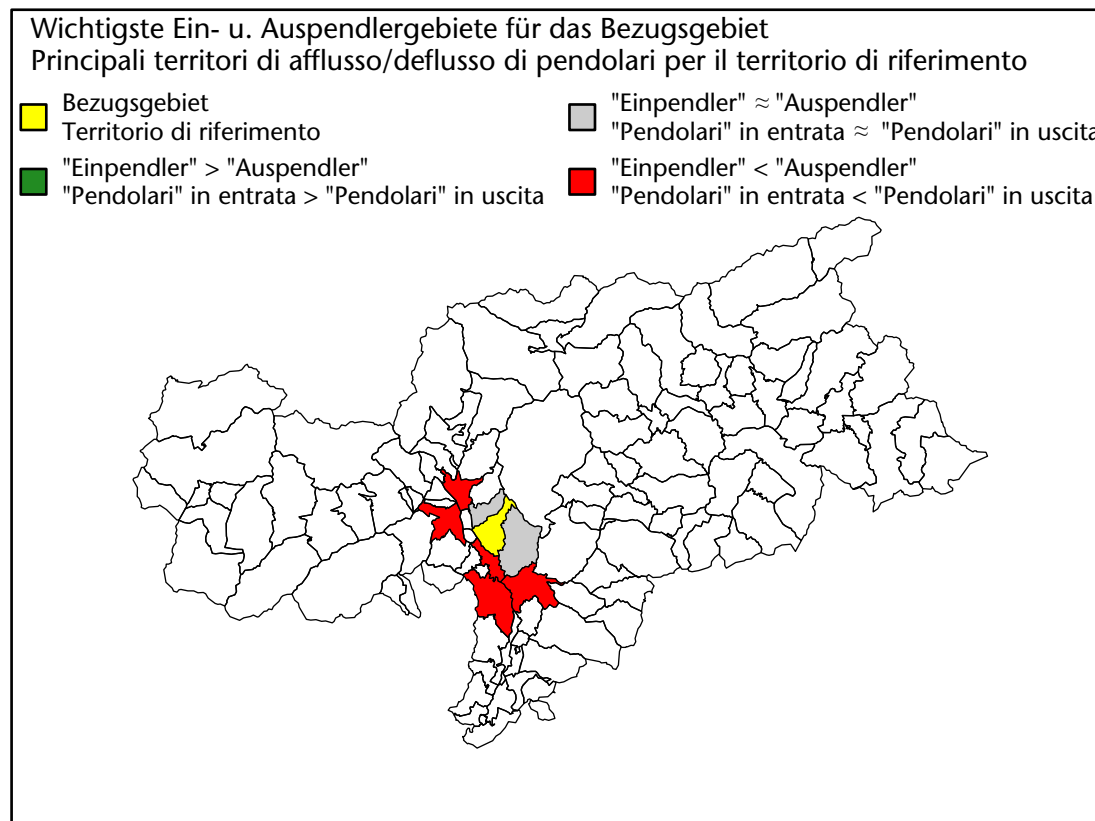 Wichtigste Ein- u. Auspendlergebiete für das Bezugsgebiet
Principali territori di afflusso/deflusso di pendolari per il territorio di riferimento
Bezugsgebiet
Territorio di riferimento
"Einpendler" > "Auspendler"
"Pendolari" in entrata > "Pendolari" in uscita
"Einpendler" ≈ "Auspendler"
"Pendolari" in entrata ≈ "Pendolari" in uscita
"Einpendler" < "Auspendler"
"Pendolari" in entrata < "Pendolari" in uscita